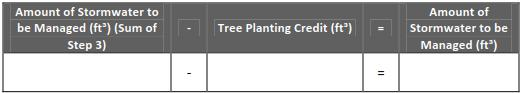 Amount of Stormwater to
be Managed (ft³) (Sum of
Step 3)
-
Tree Planting Credit (ft³)
=
Amount of
Stormwater to be
Managed (ft³)
-
=